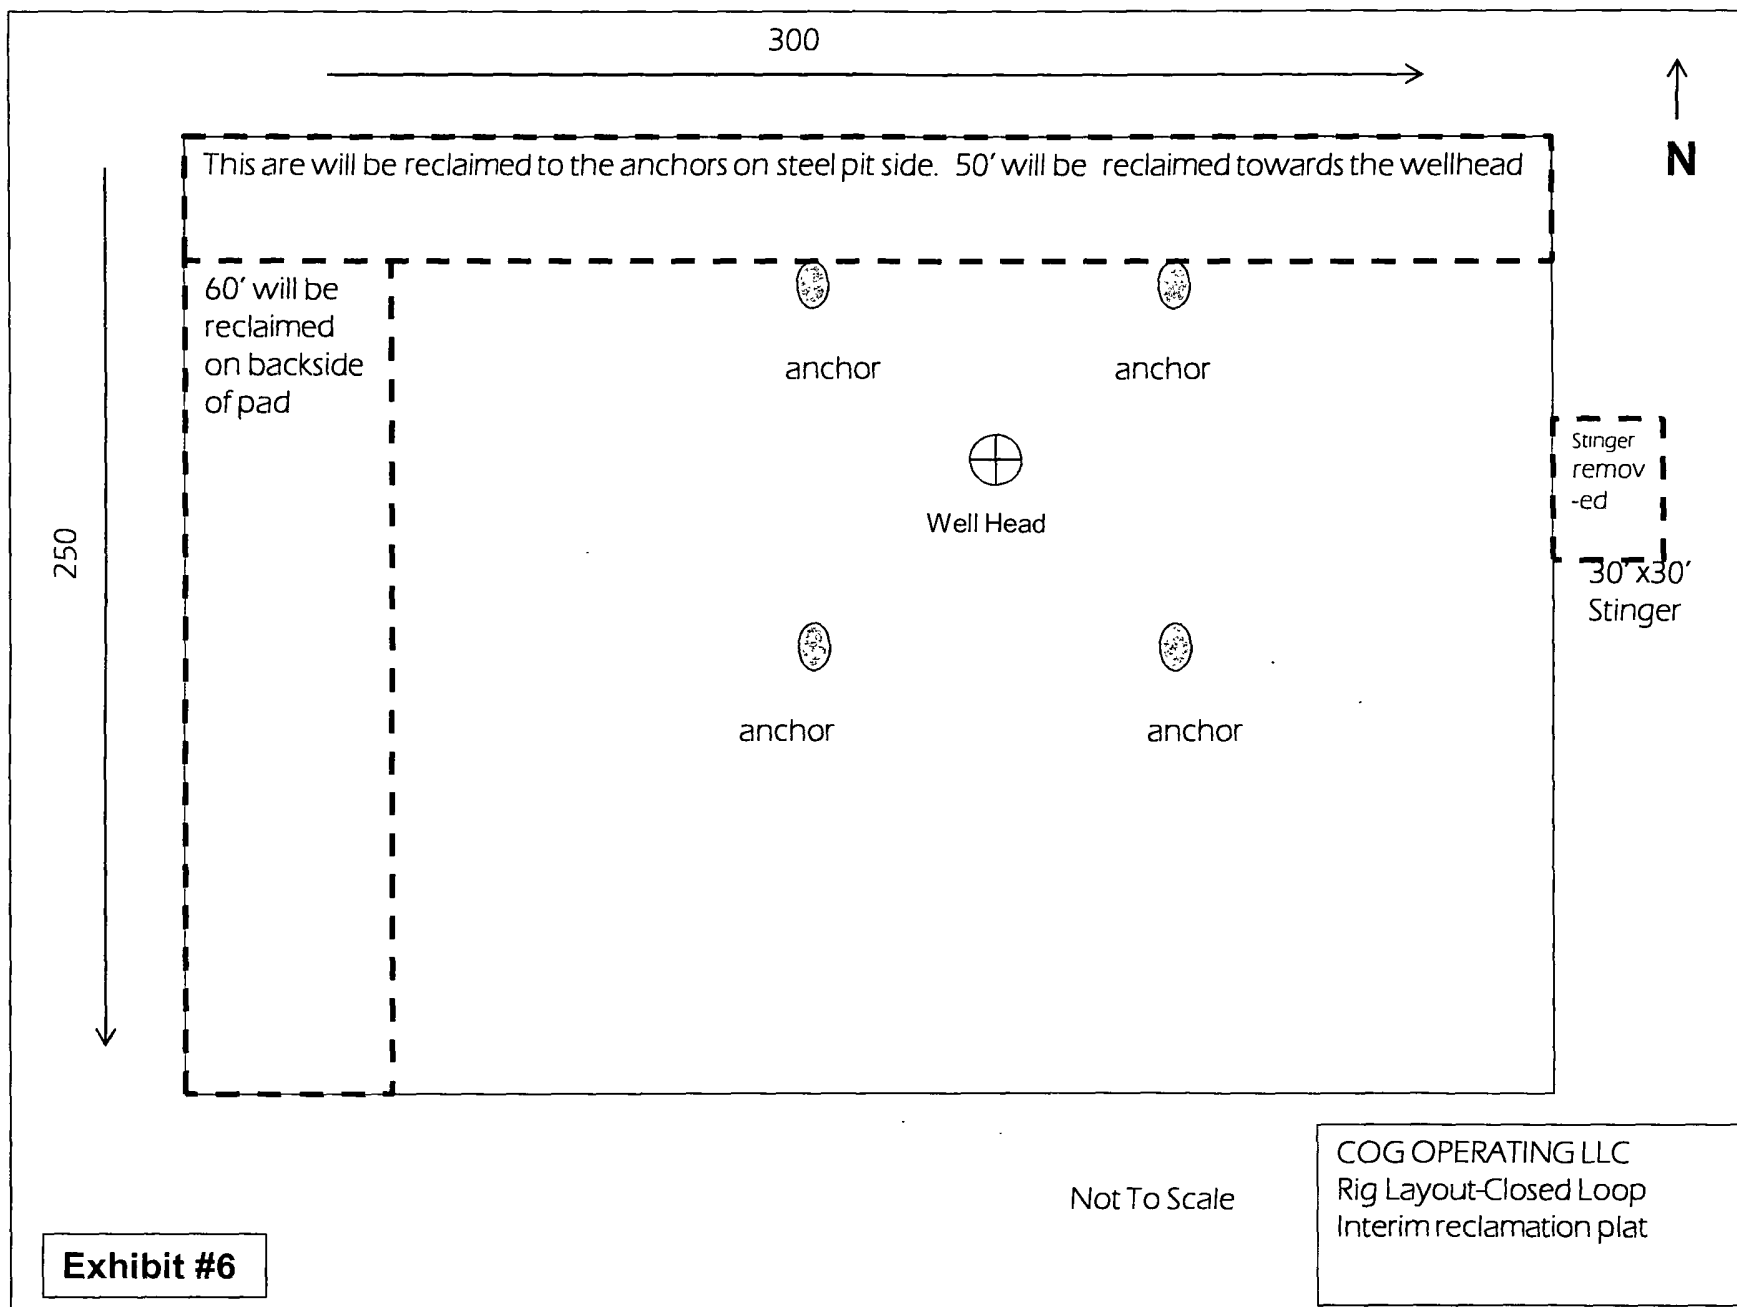 300
N
This are will be reclaimed to the anchors on steel pit side. 50' will be reclaimed towards the wellhead
60' will be
reclaimed
on backside
of pad
anchor
anchor
Stinger
remov
-ed
Well Head
250
30'x30'
Stinger
anchor
anchor
Not To Scale
COG OPERATING LLC
Rig Layout-Closed Loop
Interim reclamation plat
Exhibit #6